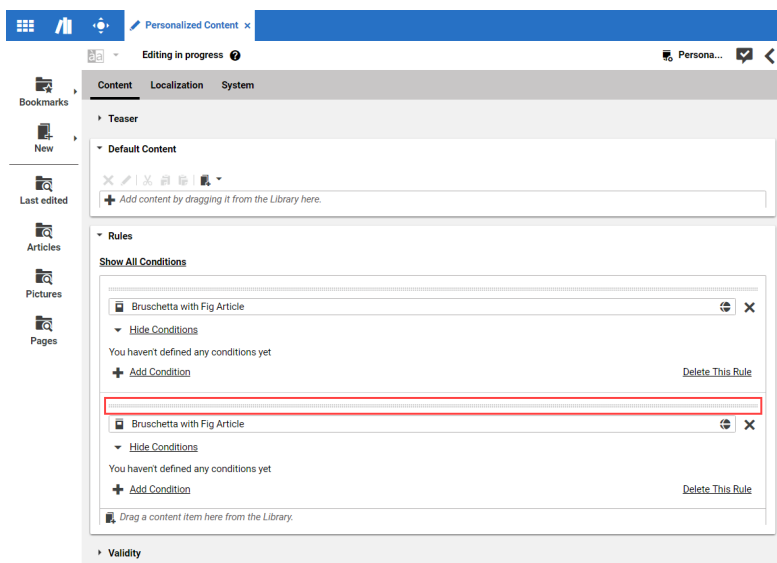 Personalized Content ×
Editing in progress
Persona...
Bookmarks
New
Last edited
Articles
Pictures
Pages
Content Localization System
Teaser
Default Content
Add content by dragging it from the Library here.
Rules
Show All Conditions
Bruschetta with Fig Article
Hide Conditions
You haven't defined any conditions yet
Add Condition Delete This Rule
Bruschetta with Fig Article
Hide Conditions
You haven't defined any conditions yet
Add Condition Delete This Rule
Drag a content item here from the Library.
Validity